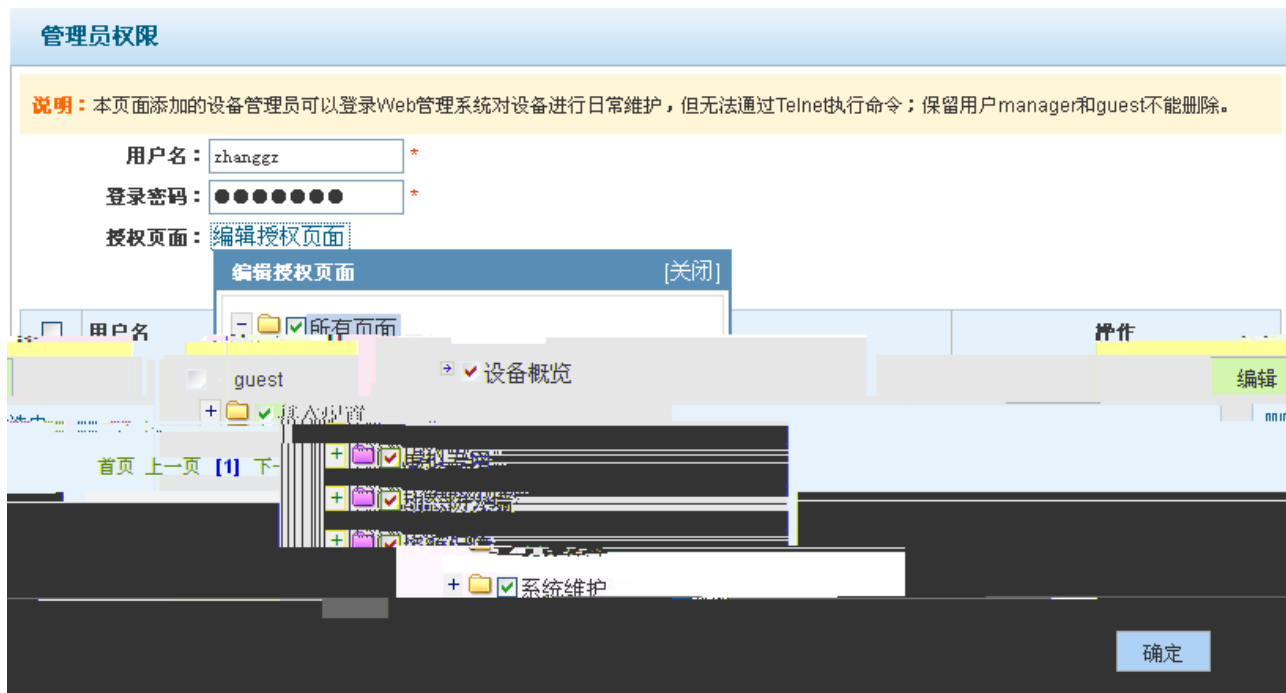 管理员权限
说明：本页面添加的设备管理员可以登录Web管理系统对设备进行日常维护，但无法通过Telnet执行命令；保留用户manager和guest不能删除。
用户名： zhanggz *
登录密码： ●●●●●●● *
授权页面： 编辑授权页面
编辑授权页面 [关闭]
用户名 所有页面 操作
guest 设备概览 编辑
首页 上一页 [1] 下一
系统维护
确定